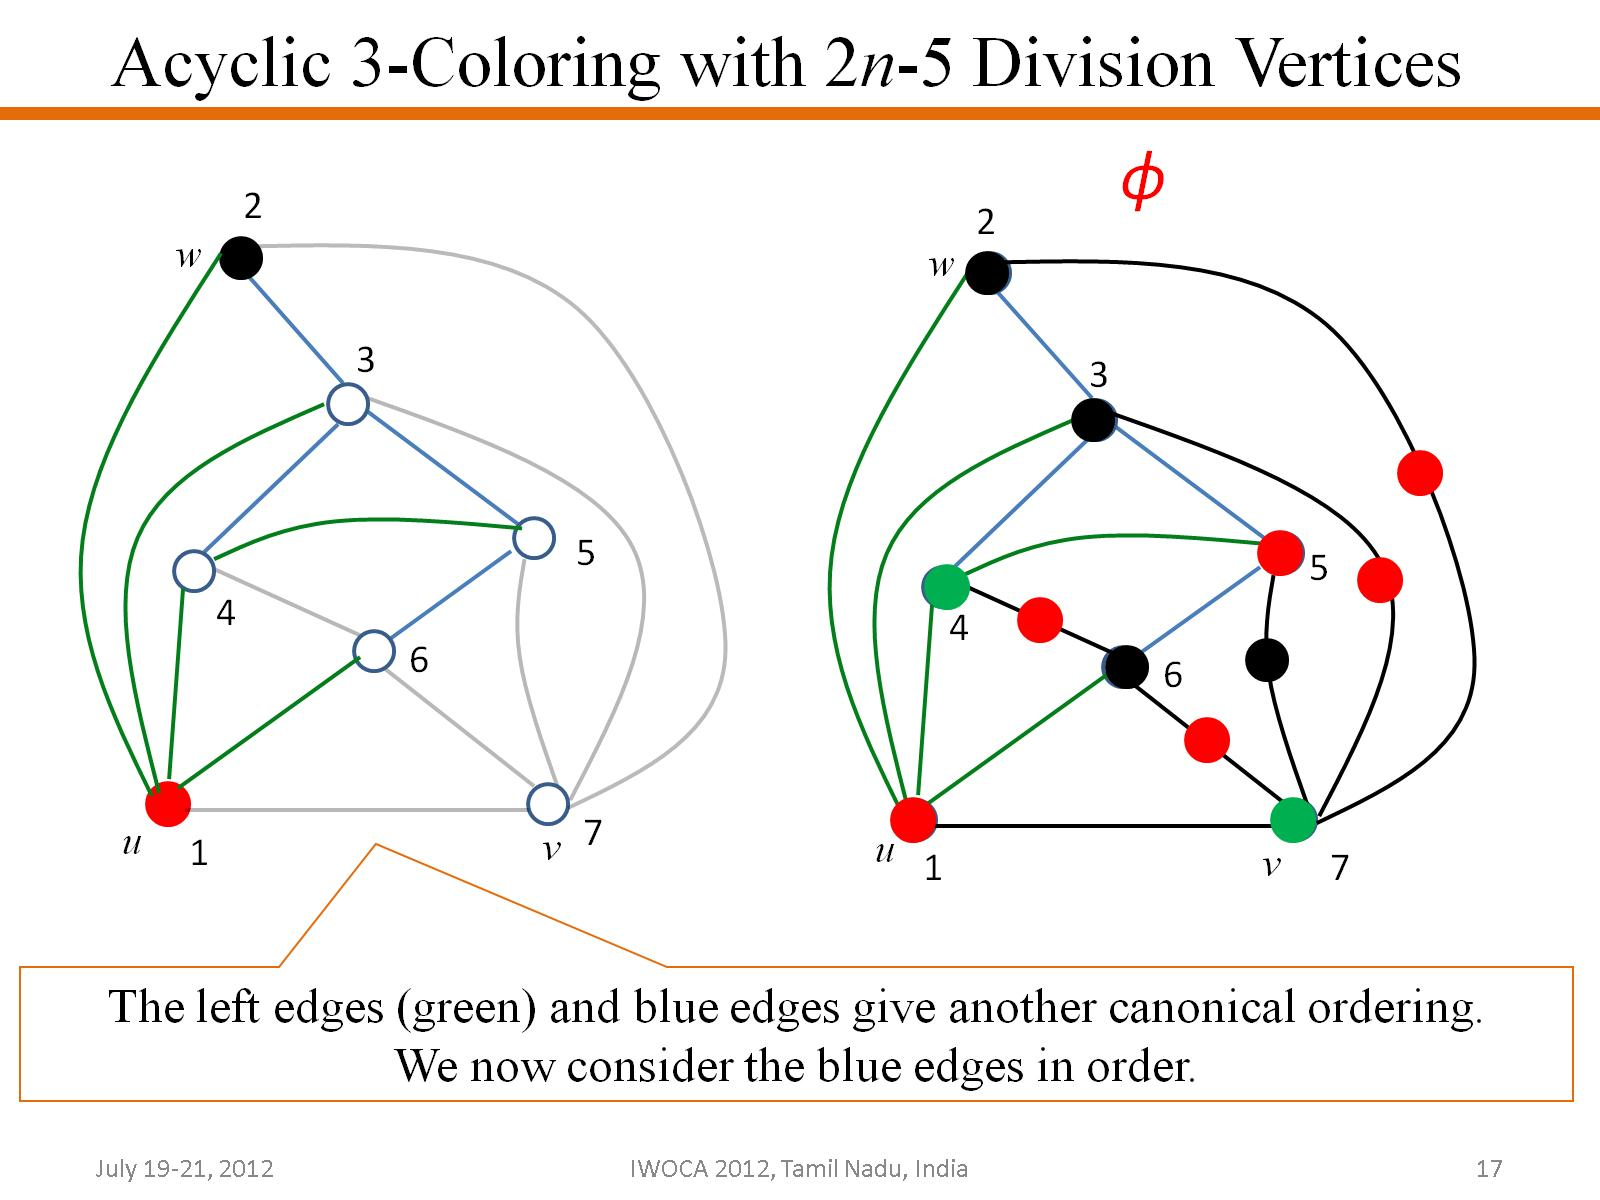 Acyclic 3-Coloring with 2n-5 Division Vertices
ϕ
2
w
3
4
5
6
u
1
v
7
2
w
3
4
5
6
u
1
v
7
The left edges (green) and blue edges give another canonical ordering.
We now consider the blue edges in order.
July 19-21, 2012
IWOCA 2012, Tamil Nadu, India
17